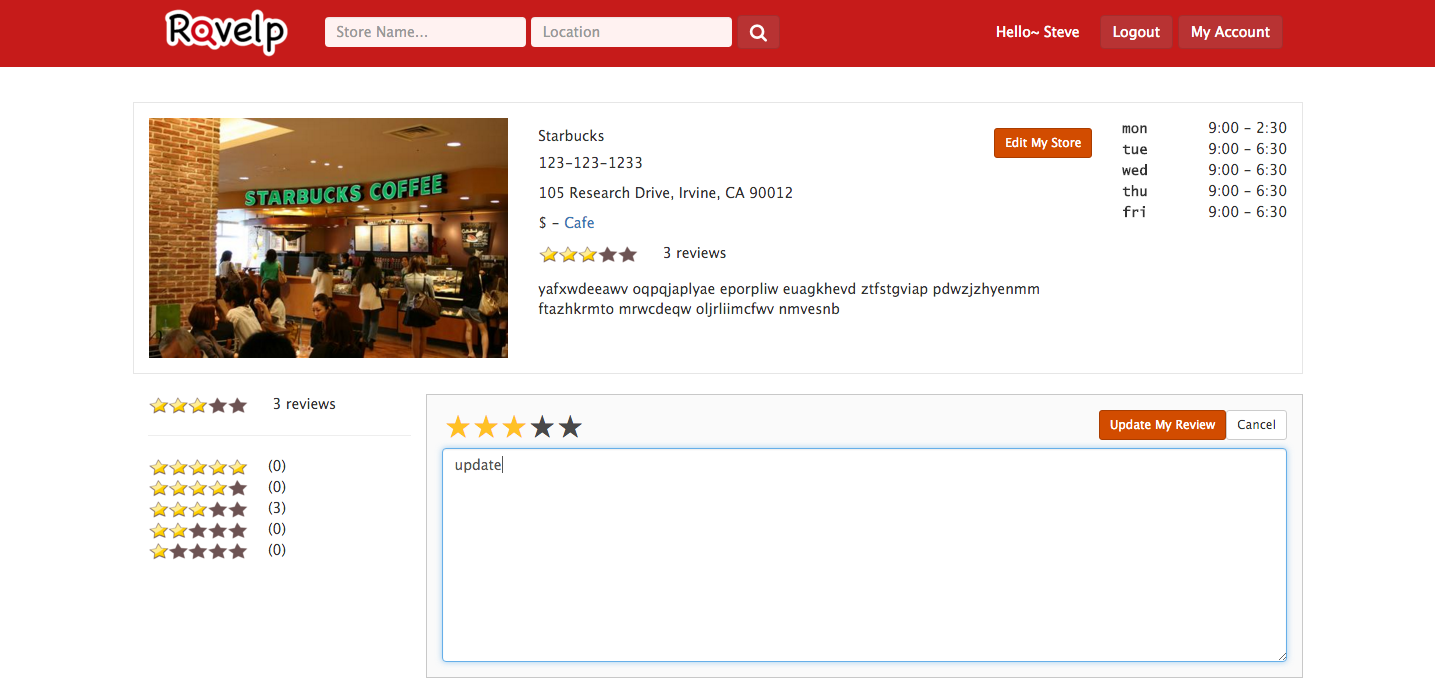 Ravelp
Store Name...
Location
Hello~ Steve
Logout
My Account
STARBUCKS COFFEE
Starbucks
123-123-1233
105 Research Drive, Irvine, CA 90012
$ - Cafe
3 reviews
yafxwdeeawv oqpqjaplyae eporpliw euagkhevd ztfstgviap pdwzjzhyenmm
ftazhkrmto mrwcdeqw oljrliimcfwv nmvesnb
Edit My Store
mon 9:00 - 2:30
tue 9:00 - 6:30
wed 9:00 - 6:30
thu 9:00 - 6:30
fri 9:00 - 6:30
3 reviews
(0)
(0)
(3)
(0)
(0)
Update My Review
Cancel
update